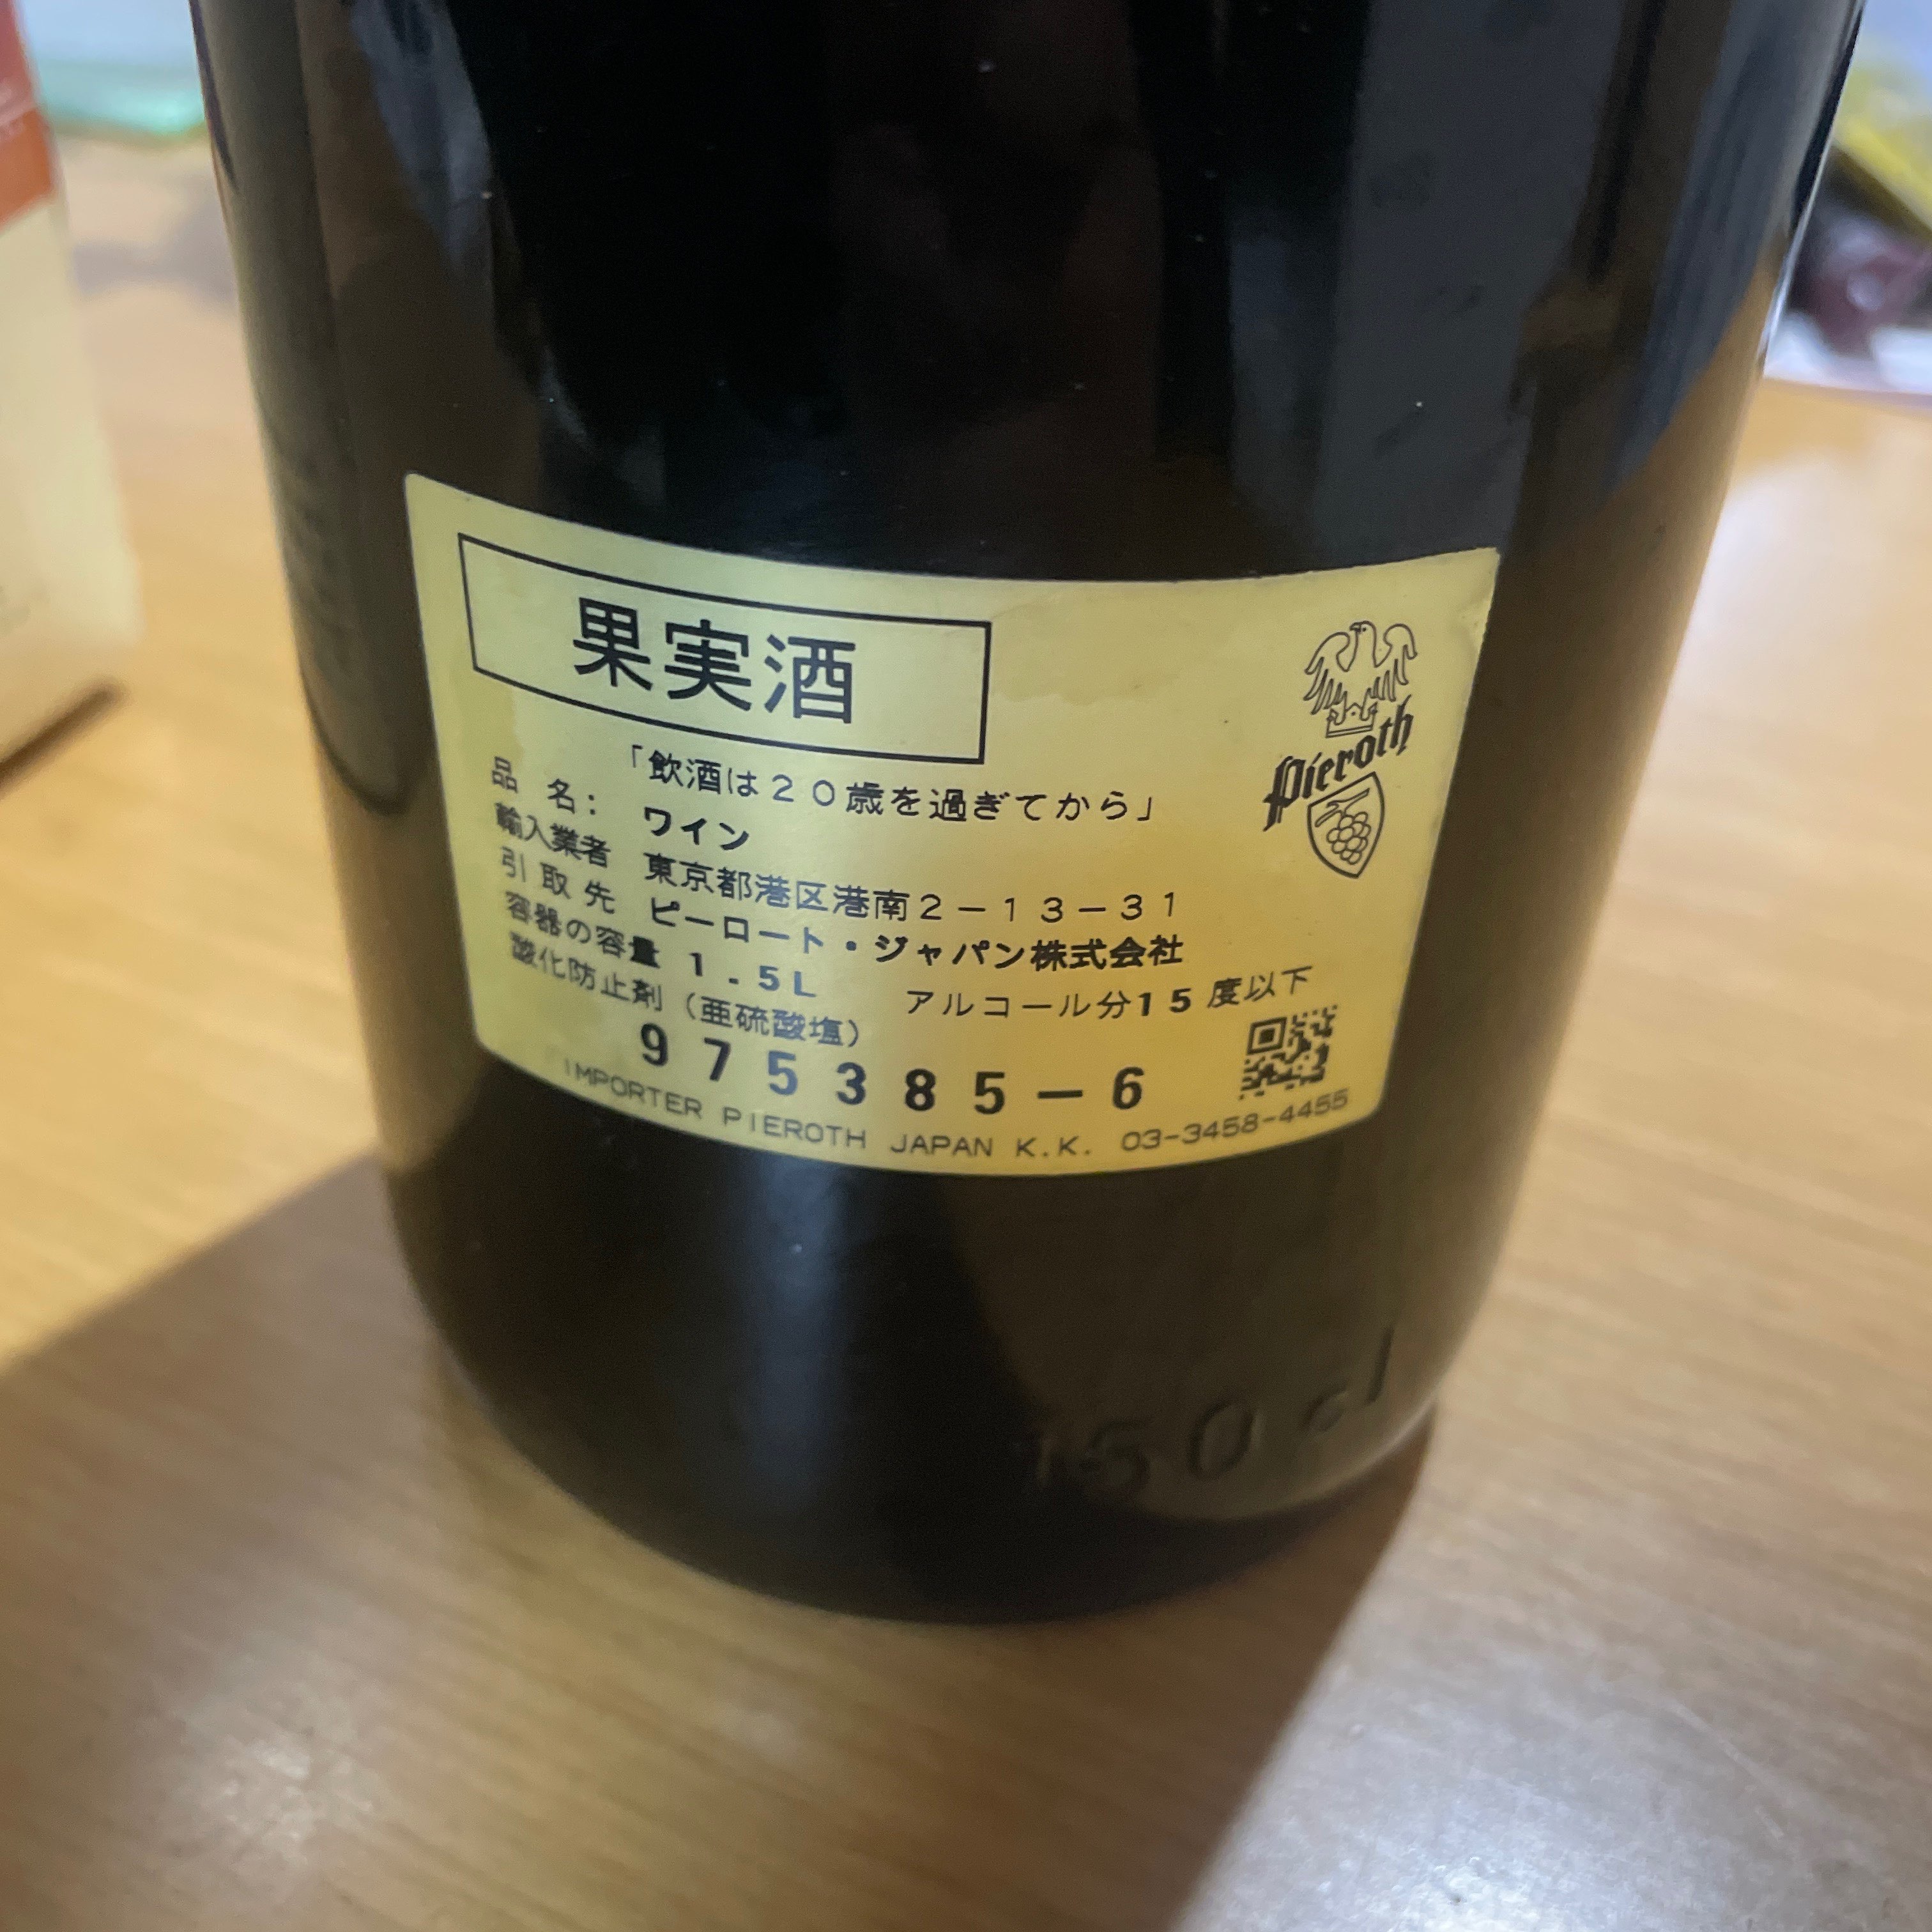 果実酒
「飲酒は２０歳を過ぎてから」
品 名： ワイン
輸入業者 東京都港区港南２－１３－３１
引取先 ピーロート・ジャパン株式会社
容器の容量 1.5L アルコール分15度以下
酸化防止剤（亜硫酸塩）
975385-6
IMPORTER PIEROTH JAPAN K.K. 03-3458-4455
Pieroth
150 cl